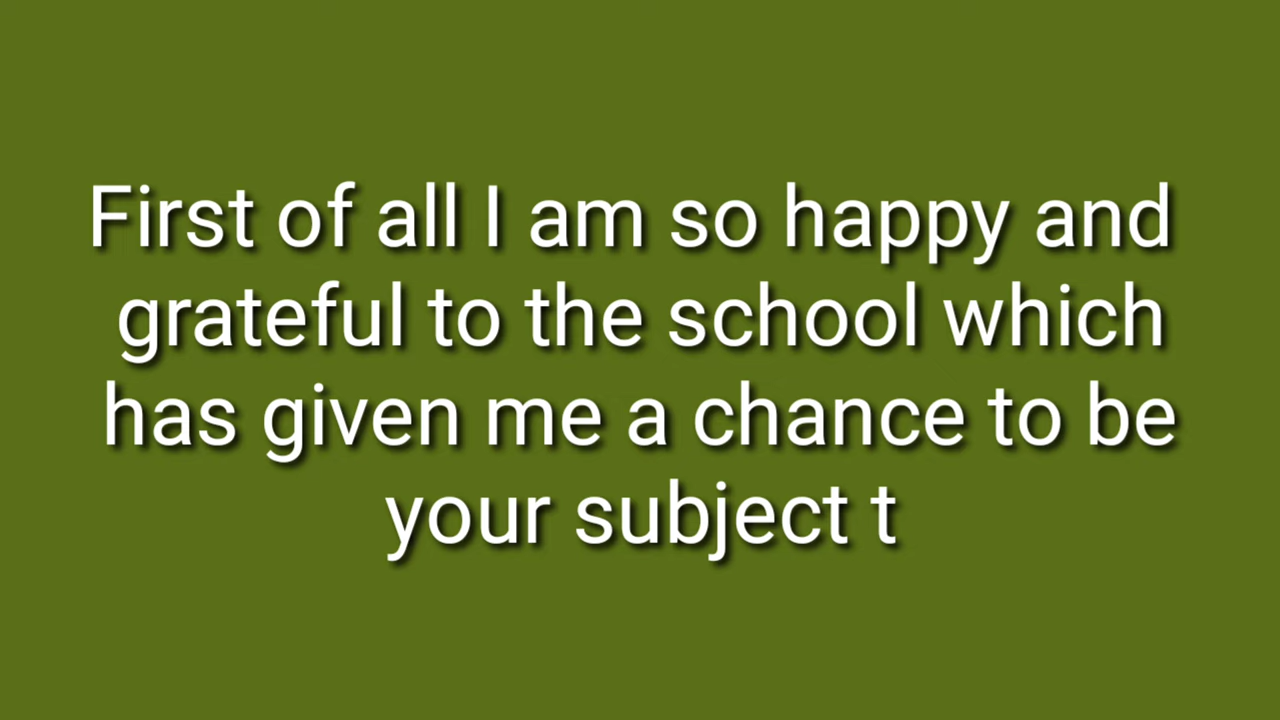 First of all I am so happy and
grateful to the school which
has given me a chance to be
your subject t